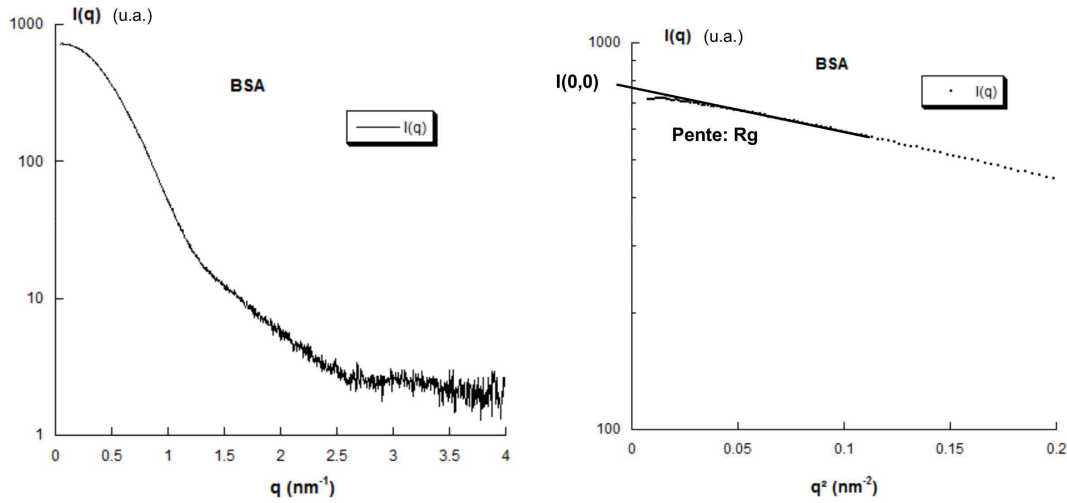 I(q) (u.a.)
1000
100
10
1
BSA
I(q)
0
0.5
1
1.5
2
2.5
3
3.5
4
q (nm⁻¹)
I(q) (u.a.)
1000
I(0,0)
100
BSA
I(q)
Pente: Rg
0
0.05
0.1
0.15
0.2
q² (nm⁻²)